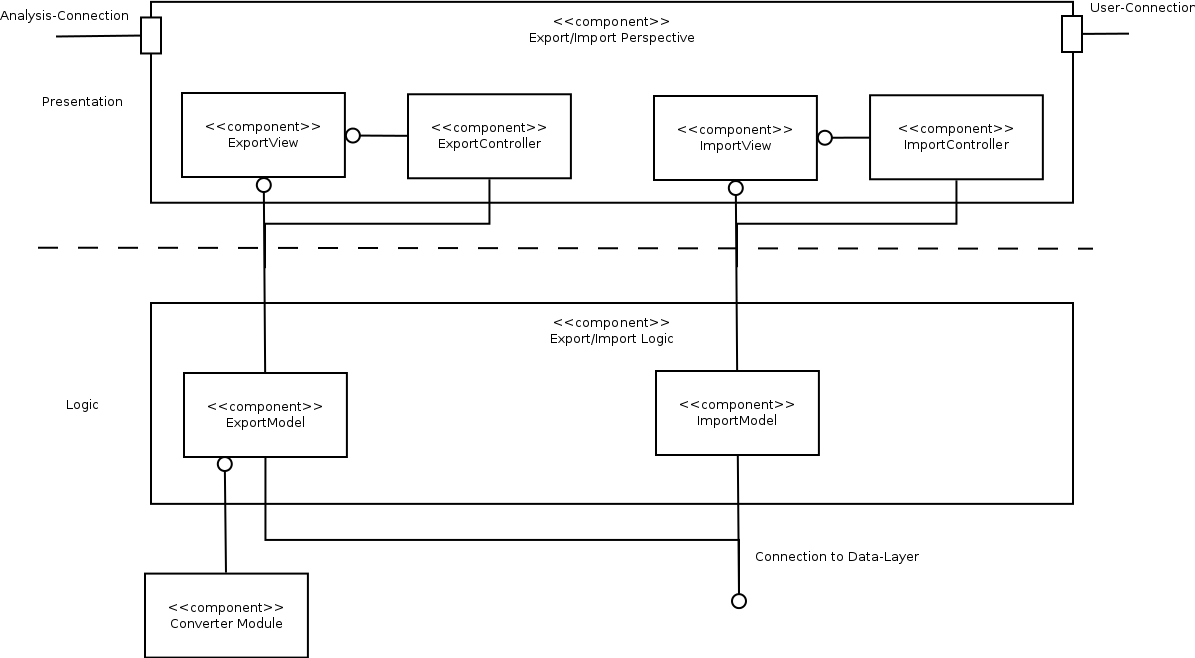 Analysis-Connection
User-Connection
<<component>>
Export/Import Perspective
Presentation
<<component>>
ExportView
<<component>>
ExportController
<<component>>
ImportView
<<component>>
ImportController
<<component>>
Export/Import Logic
Logic
<<component>>
ExportModel
<<component>>
ImportModel
Connection to Data-Layer
<<component>>
Converter Module